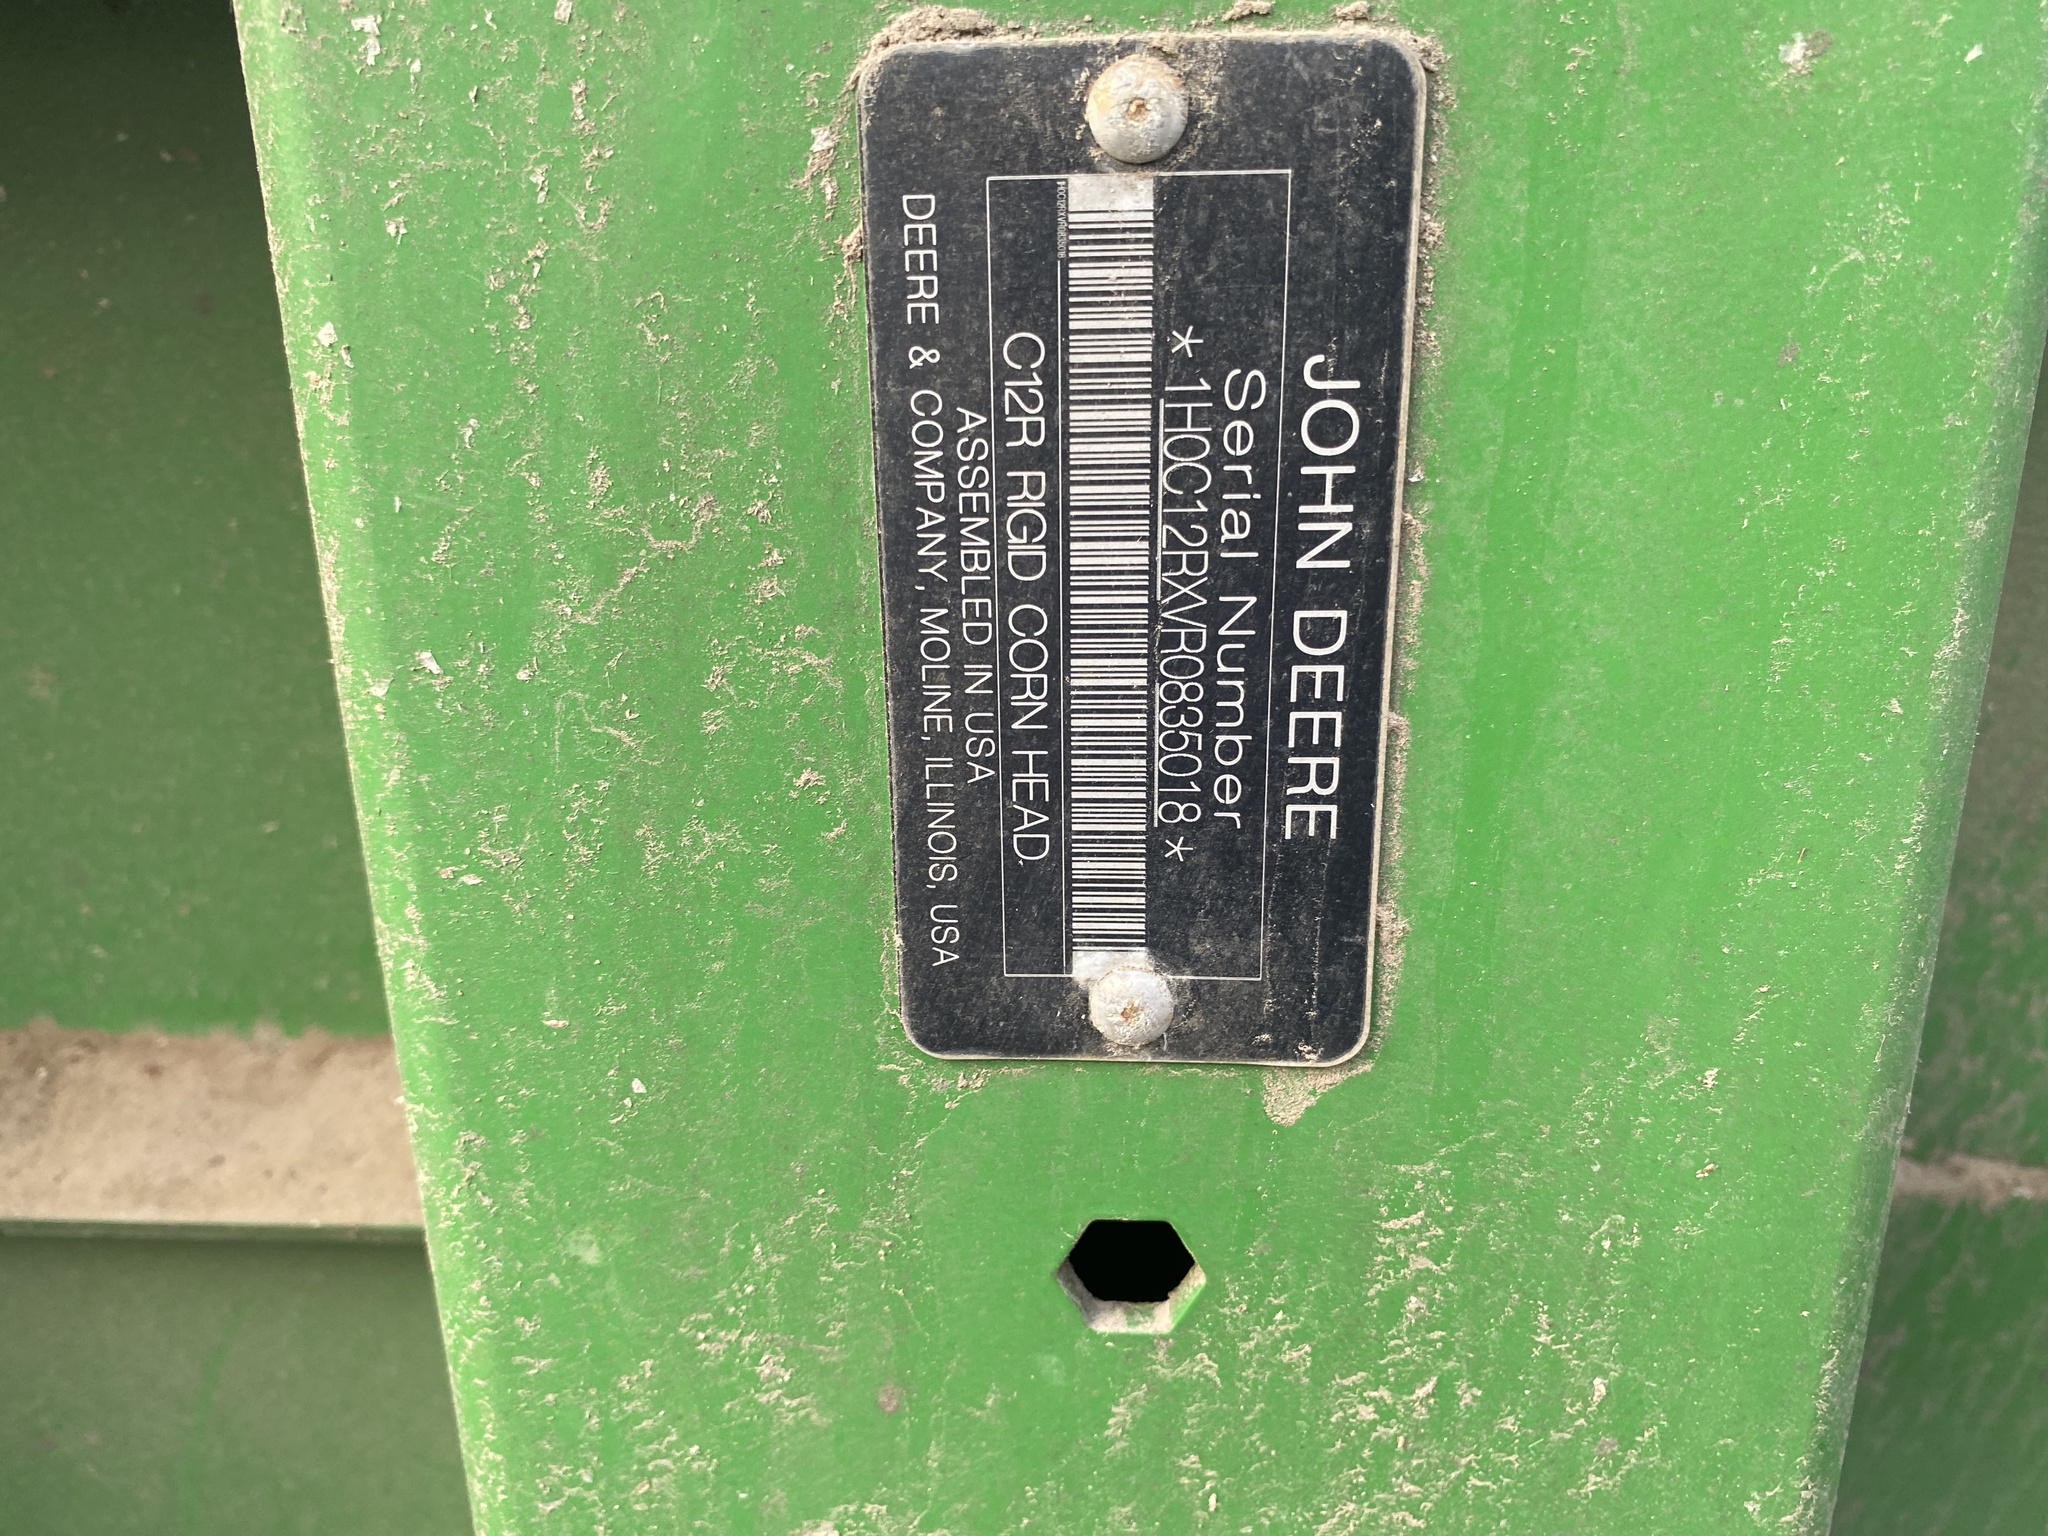 JOHN DEERE
Serial Number
*1H0C12RXVR0835018*
C12R RIGID CORN HEAD
ASSEMBLED IN USA
DEERE & COMPANY, MOLINE, ILLINOIS, USA